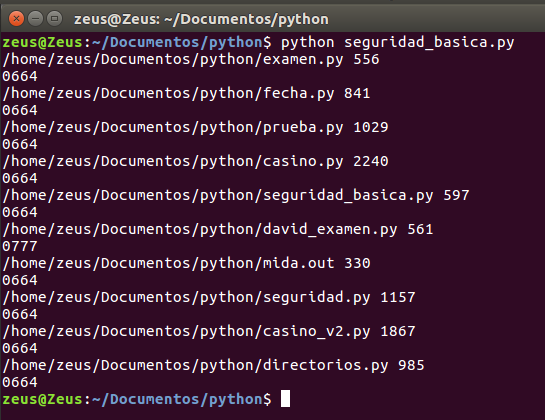 zeus@Zeus: ~/Documentos/python
zeus@Zeus:~/Documentos/python$ python seguridad_basica.py
/home/zeus/Documentos/python/examen.py 556
0664
/home/zeus/Documentos/python/fecha.py 841
0664
/home/zeus/Documentos/python/prueba.py 1029
0664
/home/zeus/Documentos/python/casino.py 2240
0664
/home/zeus/Documentos/python/seguridad_basica.py 597
0664
/home/zeus/Documentos/python/david_examen.py 561
0777
/home/zeus/Documentos/python/mida.out 330
0664
/home/zeus/Documentos/python/seguridad.py 1157
0664
/home/zeus/Documentos/python/casino_v2.py 1867
0664
/home/zeus/Documentos/python/directorios.py 985
0664
zeus@Zeus:~/Documentos/python$